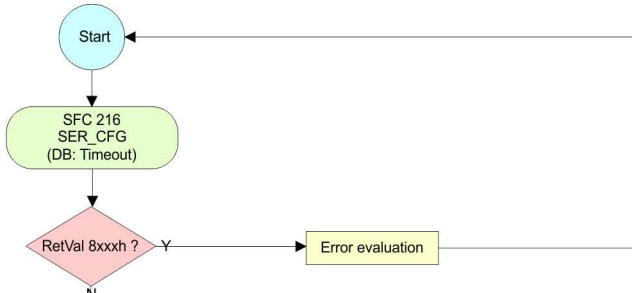 Start
SFC 216
SER_CFG
(DB: Timeout)
RetVal 8xxxh ?
Y
Error evaluation
N